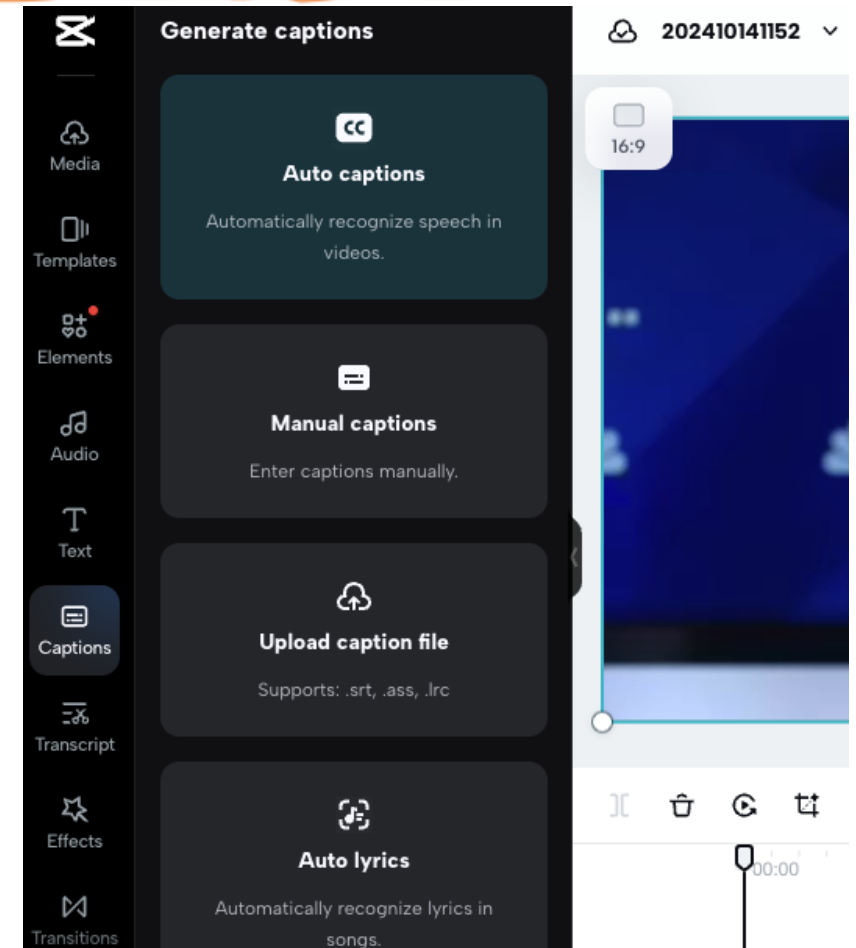 Generate captions
202410141152
Media
Templates
Elements
Audio
Text
Captions
Transcript
Effects
Transitions
CC
Auto captions
Automatically recognize speech in
videos.
Manual captions
Enter captions manually.
Upload caption file
Supports: .srt, .ass, .lrc
Auto lyrics
Automatically recognize lyrics in
songs.
16:9
00:00